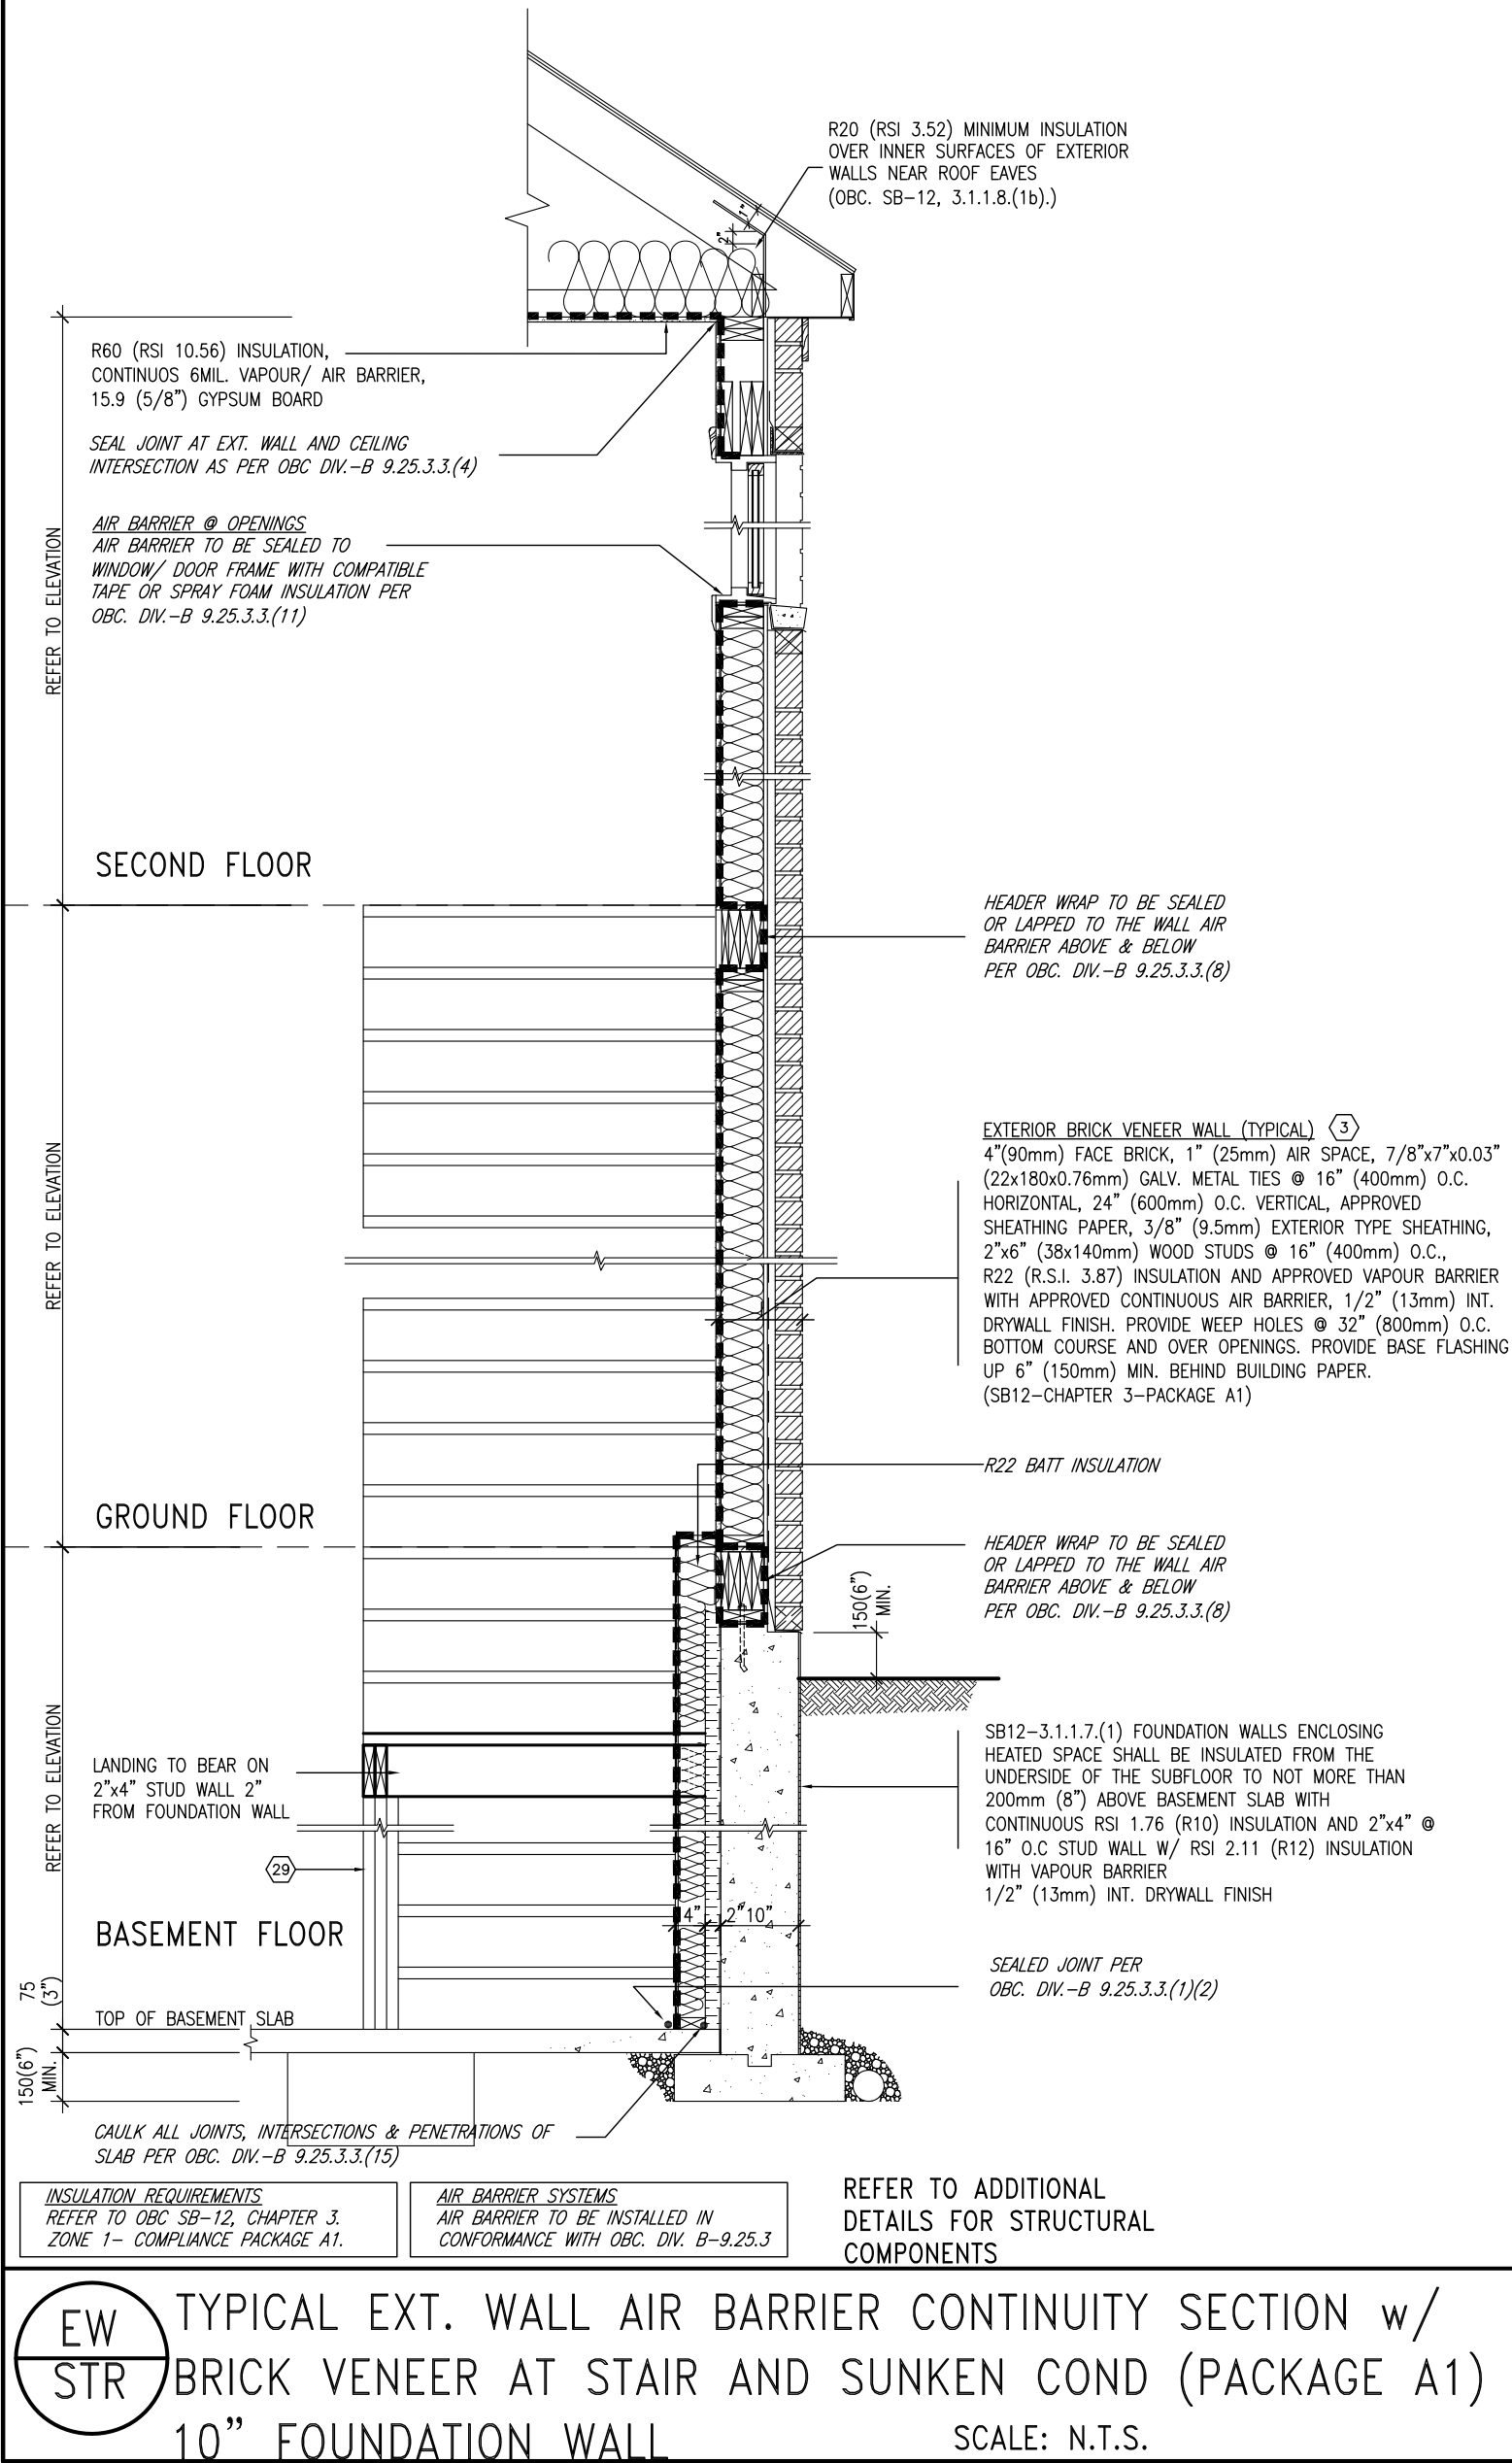 R20 (RSI 3.52) MINIMUM INSULATION
OVER INNER SURFACES OF EXTERIOR
WALLS NEAR ROOF EAVES
(OBC. SB-12, 3.1.1.8.(1b).)
1"
2"
R60 (RSI 10.56) INSULATION,
CONTINUOS 6MIL. VAPOUR/ AIR BARRIER,
15.9 (5/8") GYPSUM BOARD
SEAL JOINT AT EXT. WALL AND CEILING
INTERSECTION AS PER OBC DIV.-B 9.25.3.3.(4)
AIR BARRIER @ OPENINGS
AIR BARRIER TO BE SEALED TO
WINDOW/ DOOR FRAME WITH COMPATIBLE
TAPE OR SPRAY FOAM INSULATION PER
OBC. DIV.-B 9.25.3.3.(11)
REFER TO ELEVATION
SECOND FLOOR
HEADER WRAP TO BE SEALED
OR LAPPED TO THE WALL AIR
BARRIER ABOVE & BELOW
PER OBC. DIV.-B 9.25.3.3.(8)
REFER TO ELEVATION
EXTERIOR BRICK VENEER WALL (TYPICAL) 3
4"(90mm) FACE BRICK, 1" (25mm) AIR SPACE, 7/8"x7"x0.03"
(22x180x0.76mm) GALV. METAL TIES @ 16" (400mm) O.C.
HORIZONTAL, 24" (600mm) O.C. VERTICAL, APPROVED
SHEATHING PAPER, 3/8" (9.5mm) EXTERIOR TYPE SHEATHING,
2"x6" (38x140mm) WOOD STUDS @ 16" (400mm) O.C.,
R22 (R.S.I. 3.87) INSULATION AND APPROVED VAPOUR BARRIER
WITH APPROVED CONTINUOUS AIR BARRIER, 1/2" (13mm) INT.
DRYWALL FINISH. PROVIDE WEEP HOLES @ 32" (800mm) O.C.
BOTTOM COURSE AND OVER OPENINGS. PROVIDE BASE FLASHING
UP 6" (150mm) MIN. BEHIND BUILDING PAPER.
(SB12-CHAPTER 3-PACKAGE A1)
R22 BATT INSULATION
GROUND FLOOR
HEADER WRAP TO BE SEALED
OR LAPPED TO THE WALL AIR
BARRIER ABOVE & BELOW
PER OBC. DIV.-B 9.25.3.3.(8)
150(6")
MIN.
REFER TO ELEVATION
LANDING TO BEAR ON
2"x4" STUD WALL 2"
FROM FOUNDATION WALL
29
SB12-3.1.1.7.(1) FOUNDATION WALLS ENCLOSING
HEATED SPACE SHALL BE INSULATED FROM THE
UNDERSIDE OF THE SUBFLOOR TO NOT MORE THAN
200mm (8") ABOVE BASEMENT SLAB WITH
CONTINUOUS RSI 1.76 (R10) INSULATION AND 2"x4" @
16" O.C STUD WALL W/ RSI 2.11 (R12) INSULATION
WITH VAPOUR BARRIER
1/2" (13mm) INT. DRYWALL FINISH
4" 2" 10"
BASEMENT FLOOR
SEALED JOINT PER
OBC. DIV.-B 9.25.3.3.(1)(2)
75
(3")
TOP OF BASEMENT SLAB
150(6")
MIN.
CAULK ALL JOINTS, INTERSECTIONS & PENETRATIONS OF
SLAB PER OBC. DIV.-B 9.25.3.3.(15)
INSULATION REQUIREMENTS
REFER TO OBC SB-12, CHAPTER 3.
ZONE 1- COMPLIANCE PACKAGE A1.
AIR BARRIER SYSTEMS
AIR BARRIER TO BE INSTALLED IN
CONFORMANCE WITH OBC. DIV. B-9.25.3
REFER TO ADDITIONAL
DETAILS FOR STRUCTURAL
COMPONENTS
EW
STR
TYPICAL EXT. WALL AIR BARRIER CONTINUITY SECTION w/
BRICK VENEER AT STAIR AND SUNKEN COND (PACKAGE A1)
10" FOUNDATION WALL
SCALE: N.T.S.